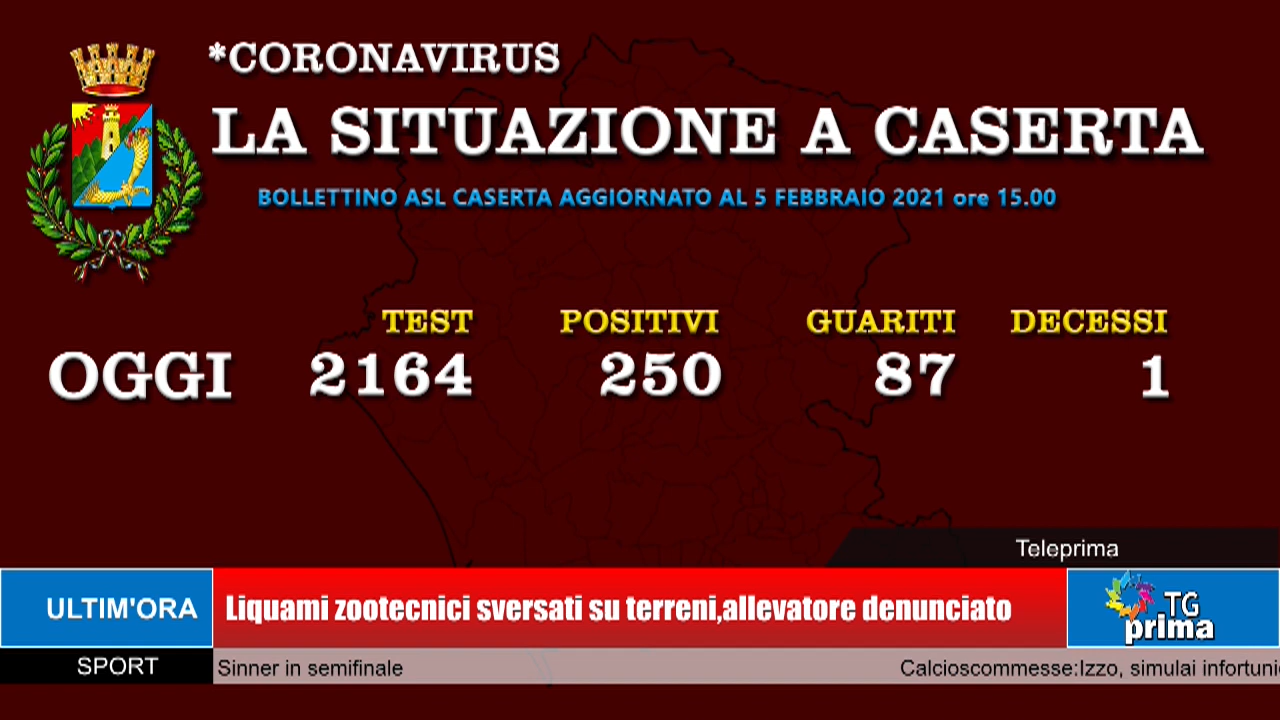 *CORONAVIRUS
LA SITUAZIONE A CASERTA
BOLLETTINO ASL CASERTA AGGIORNATO AL 5 FEBBRAIO 2021 ore 15.00
TEST POSITIVI GUARITI DECESSI
OGGI 2164 250 87 1
Teleprima
ULTIM'ORA Liquami zootecnici sversati su terreni,allevatore denunciato TG prima
SPORT Sinner in semifinale Calcioscommesse:Izzo, simulai infortuni